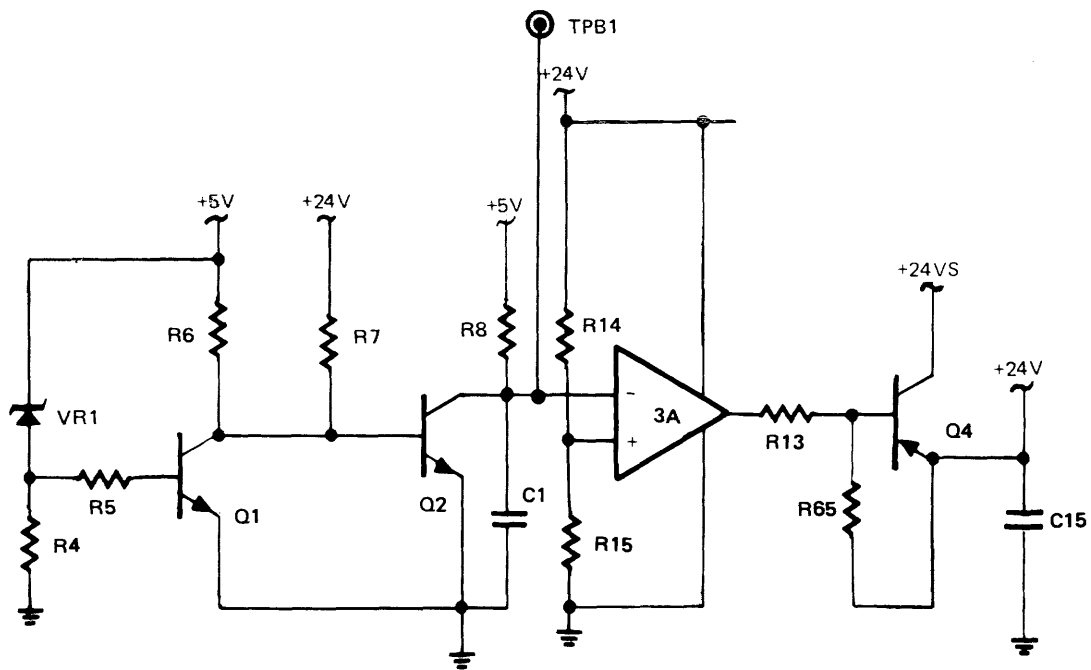 TPB1
+24V
+5V
+24V
+5V
+24VS
R6
R7
R8
R14
+24V
VR1
−
3A
R13
Q4
+
R5
Q1
Q2
C1
R65
C15
R4
R15